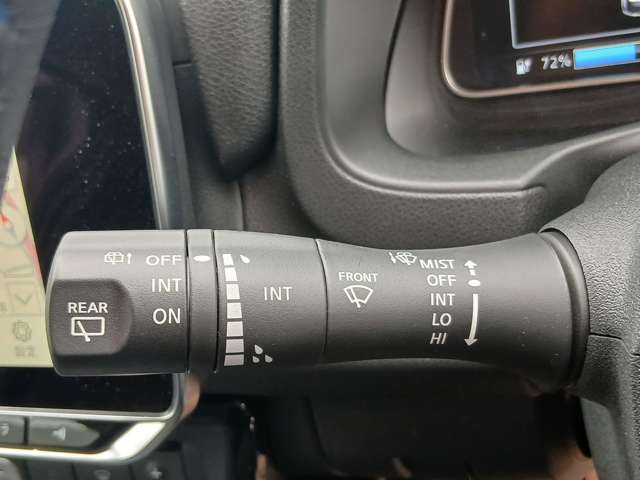 72%
OFF
INT
ON
REAR
INT
FRONT
MIST
OFF
INT
LO
HI